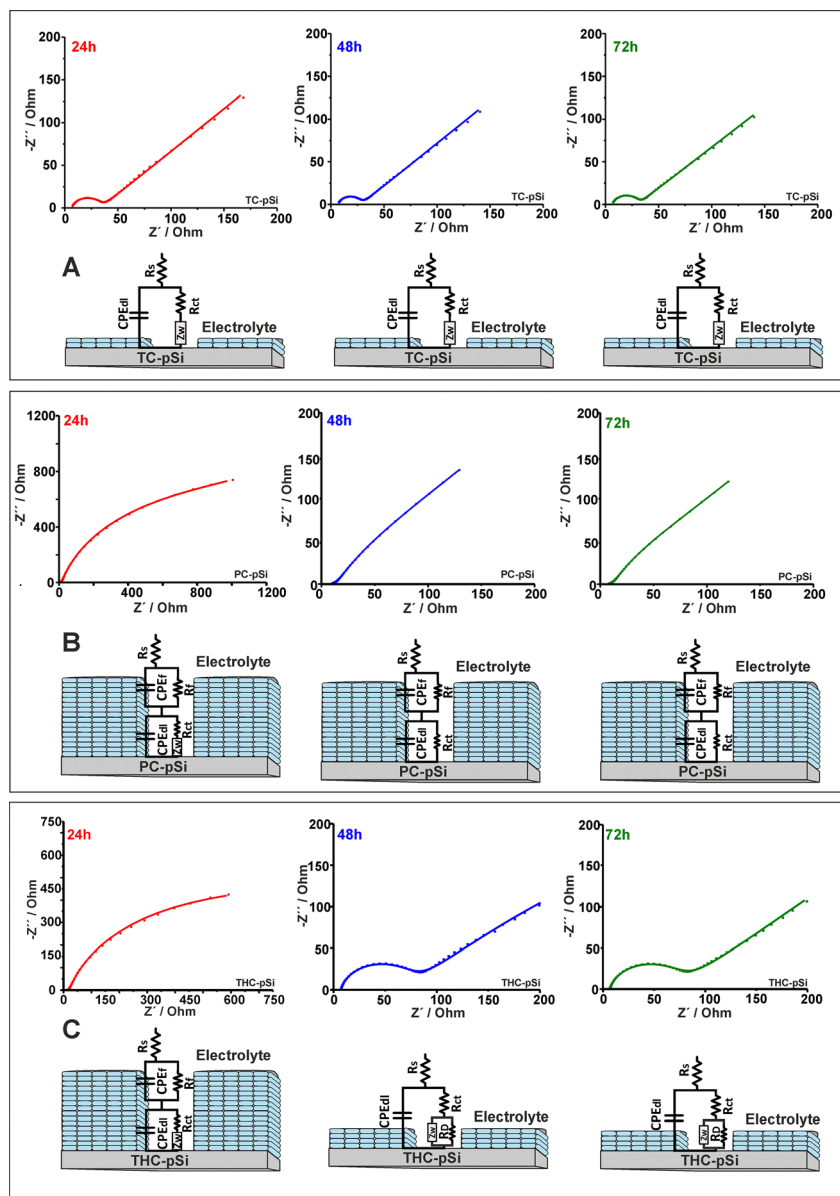 24h
200
150
100
50
0
-Z´´ / Ohm
0 50 100 150 200
Z´ / Ohm
TC-pSi
48h
200
150
100
50
0
-Z´´ / Ohm
0 50 100 150 200
Z´ / Ohm
TC-pSi
72h
200
150
100
50
0
-Z´´ / Ohm
0 50 100 150 200
Z´ / Ohm
TC-pSi
A
Rs
CPEdl
Rct
Zw
Electrolyte
TC-pSi
Rs
CPEdl
Rct
Zw
Electrolyte
TC-pSi
Rs
CPEdl
Rct
Zw
Electrolyte
TC-pSi
24h
1200
800
400
0
-Z´´ / Ohm
0 400 800 1200
Z´ / Ohm
PC-pSi
48h
200
150
100
50
0
-Z´´ / Ohm
0 50 100 150 200
Z´ / Ohm
PC-pSi
72h
200
150
100
50
0
-Z´´ / Ohm
0 50 100 150 200
Z´ / Ohm
PC-pSi
B
Rs
Electrolyte
CPEf
Rf
CPEdl
Rct
Zw
PC-pSi
Rs
Electrolyte
CPEf
Rf
CPEdl
Rct
PC-pSi
Rs
Electrolyte
CPEf
Rf
CPEdl
Rct
PC-pSi
24h
750
600
450
300
150
0
-Z´´ / Ohm
0 150 300 450 600 750
Z´ / Ohm
THC-pSi
48h
200
150
100
50
0
-Z´´ / Ohm
0 50 100 150 200
Z´ / Ohm
THC-pSi
72h
200
150
100
50
0
-Z´´ / Ohm
0 50 100 150 200
Z´ / Ohm
THC-pSi
C
Rs
Electrolyte
CPEf
Rf
CPEdl
Rct
Zw
THC-pSi
Rs
CPEdl
Rct
Zw
RD
Electrolyte
THC-pSi
Rs
CPEdl
Rct
Zw
RD
Electrolyte
THC-pSi